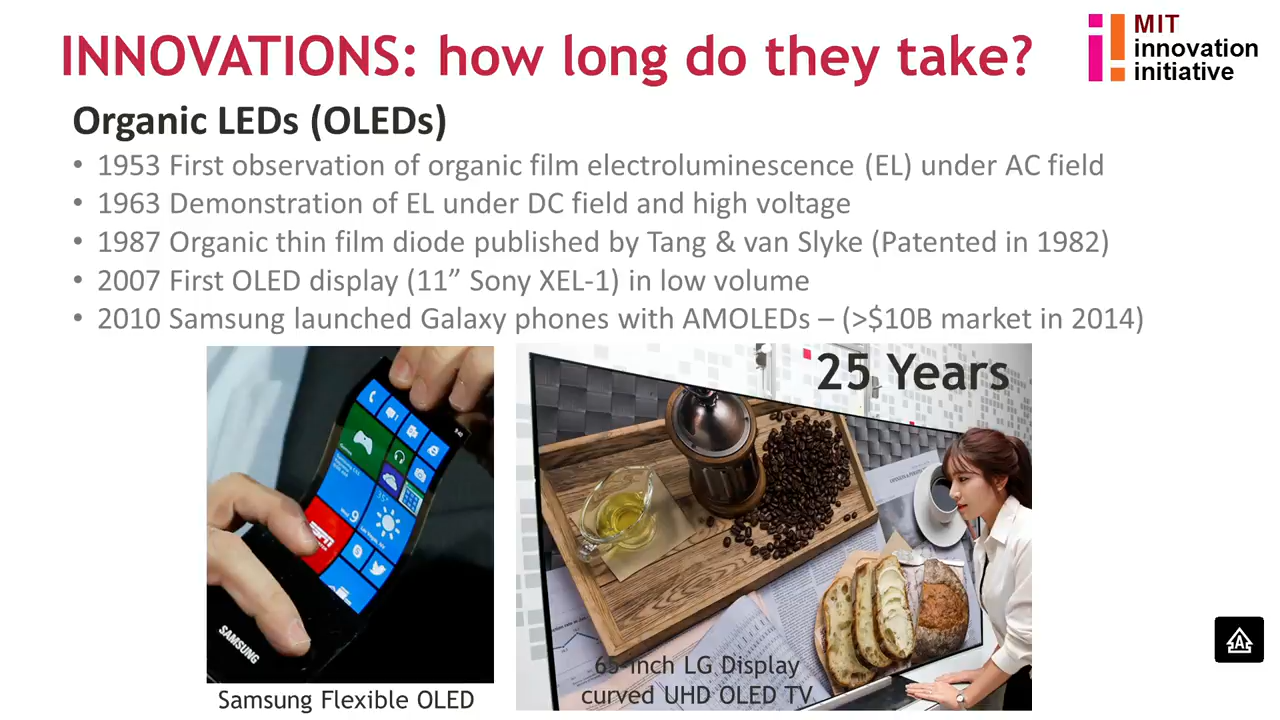 INNOVATIONS: how long do they take?
MIT
innovation
initiative
Organic LEDs (OLEDs)
• 1953 First observation of organic film electroluminescence (EL) under AC field
• 1963 Demonstration of EL under DC field and high voltage
• 1987 Organic thin film diode published by Tang & van Slyke (Patented in 1982)
• 2007 First OLED display (11” Sony XEL-1) in low volume
• 2010 Samsung launched Galaxy phones with AMOLEDs – (>$10B market in 2014)
25 Years
35°
9
ESPN
SAMSUNG
65-inch LG Display
curved UHD OLED TV
Samsung Flexible OLED
A